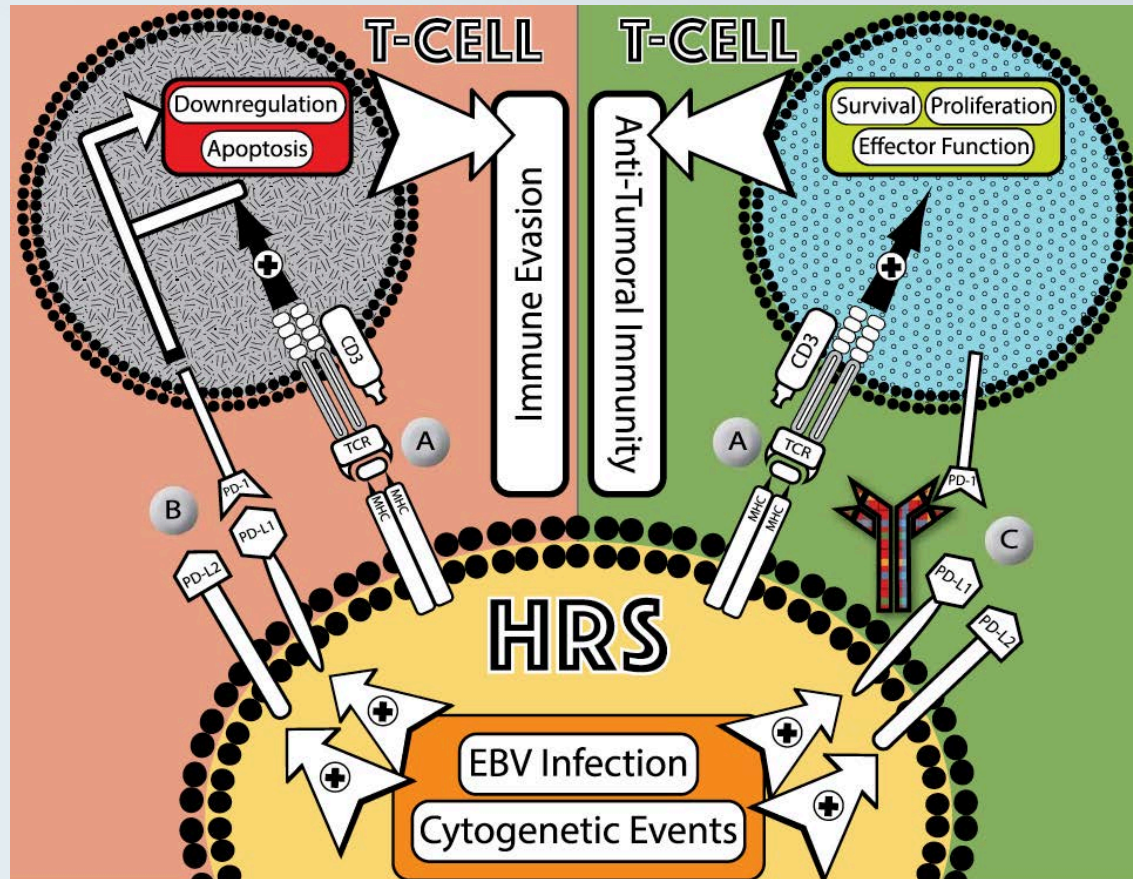 T-CELL
T-CELL
Downregulation
Apoptosis
Survival
Proliferation
Effector Function
Immune Evasion
Anti-Tumoral Immunity
CD3
CD3
TCR
A
A
TCR
MHC
MHC
MHC
MHC
PD-1
PD-1
B
C
PD-L1
PD-L2
PD-L1
PD-L2
HRS
EBV Infection
Cytogenetic Events